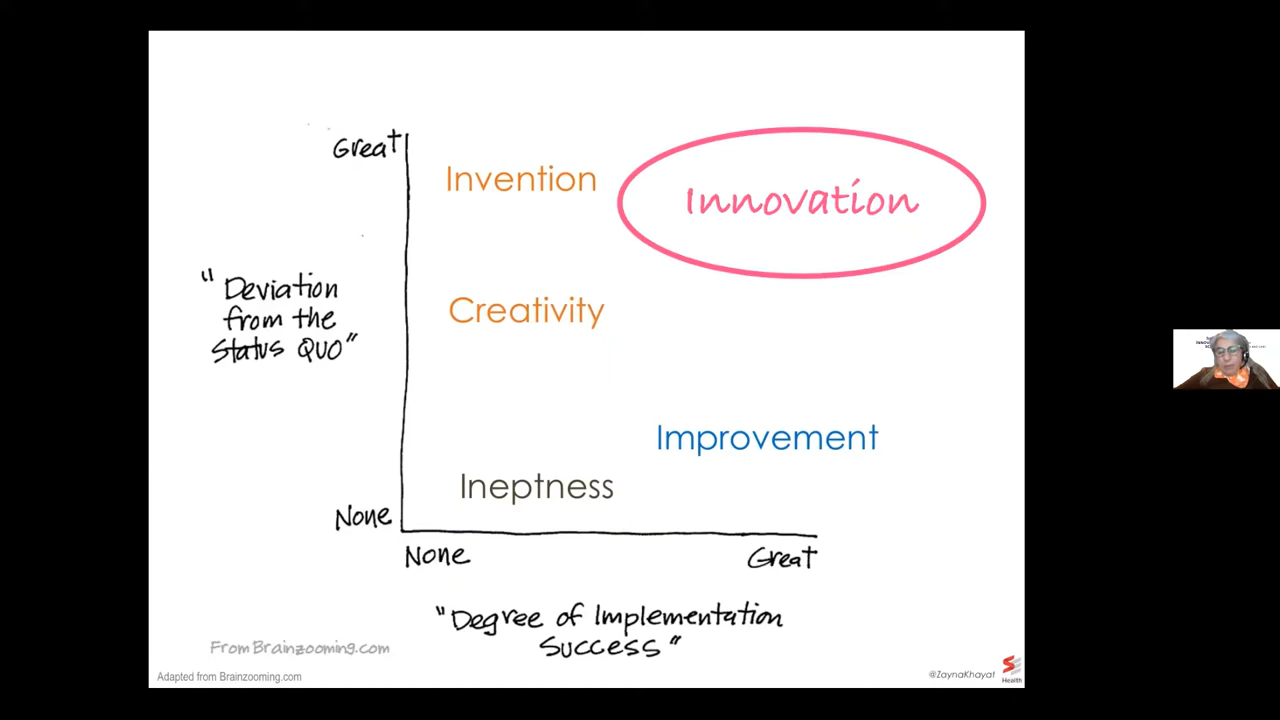 Great
Invention
Innovation
"Deviation
from the
Status QUO"
Creativity
Improvement
Ineptness
None
None
Great
"Degree of Implementation
Success"
From Brainzooming.com
Adapted from Brainzooming.com
@ZaynaKhayat
SE
Health